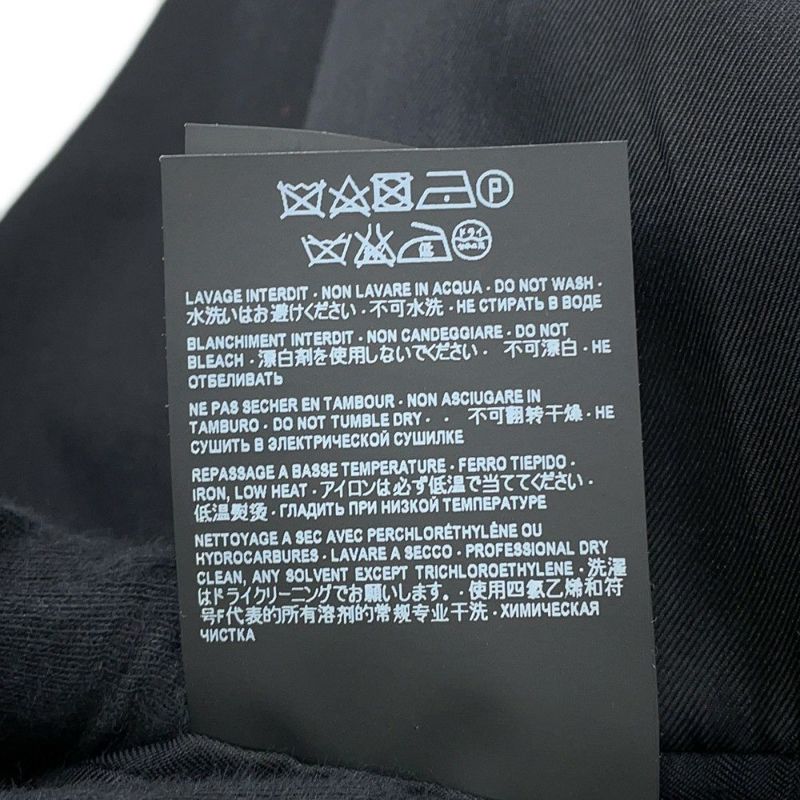 P
低
ドライ
LAVAGE INTERDIT · NON LAVARE IN ACQUA · DO NOT WASH ·
水洗いはお避けください · 不可水洗 · НЕ СТИРАТЬ В ВОДЕ
BLANCHIMENT INTERDIT · NON CANDEGGIARE · DO NOT
BLEACH · 漂白剤を使用しないでください · 不可漂白 · НЕ
ОТБЕЛИВАТЬ
NE PAS SECHER EN TAMBOUR · NON ASCIUGARE IN
TAMBURO · DO NOT TUMBLE DRY · · 不可翻转干燥 · НЕ
СУШИТЬ В ЭЛЕКТРИЧЕСКОЙ СУШИЛКЕ
REPASSAGE A BASSE TEMPERATURE · FERRO TIEPIDO ·
IRON, LOW HEAT · アイロンは必ず低温で当ててください ·
低温熨烫 · ГЛАДИТЬ ПРИ НИЗКОЙ ТЕМПЕРАТУРЕ
NETTOYAGE A SEC AVEC PERCHLORÉTHYLÈNE OU
HYDROCARBURES · LAVARE A SECCO · PROFESSIONAL DRY
CLEAN, ANY SOLVENT EXCEPT TRICHLOROETHYLENE · 洗濯
はドライクリーニングでお願いします。· 使用四氯乙烯和符
号F代表的所有溶剂的常规专业干洗 · ХИМИЧЕСКАЯ
ЧИСТКА